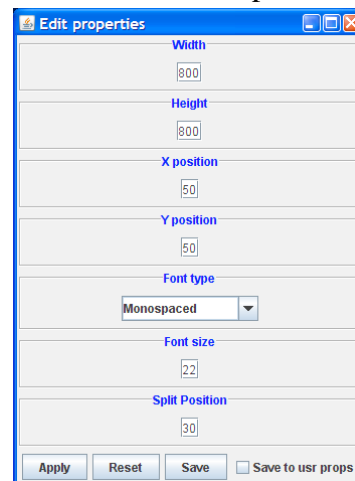 Edit properties
Width
800
Height
800
X position
50
Y position
50
Font type
Monospaced
Font size
22
Split Position
30
Apply Reset Save Save to usr props